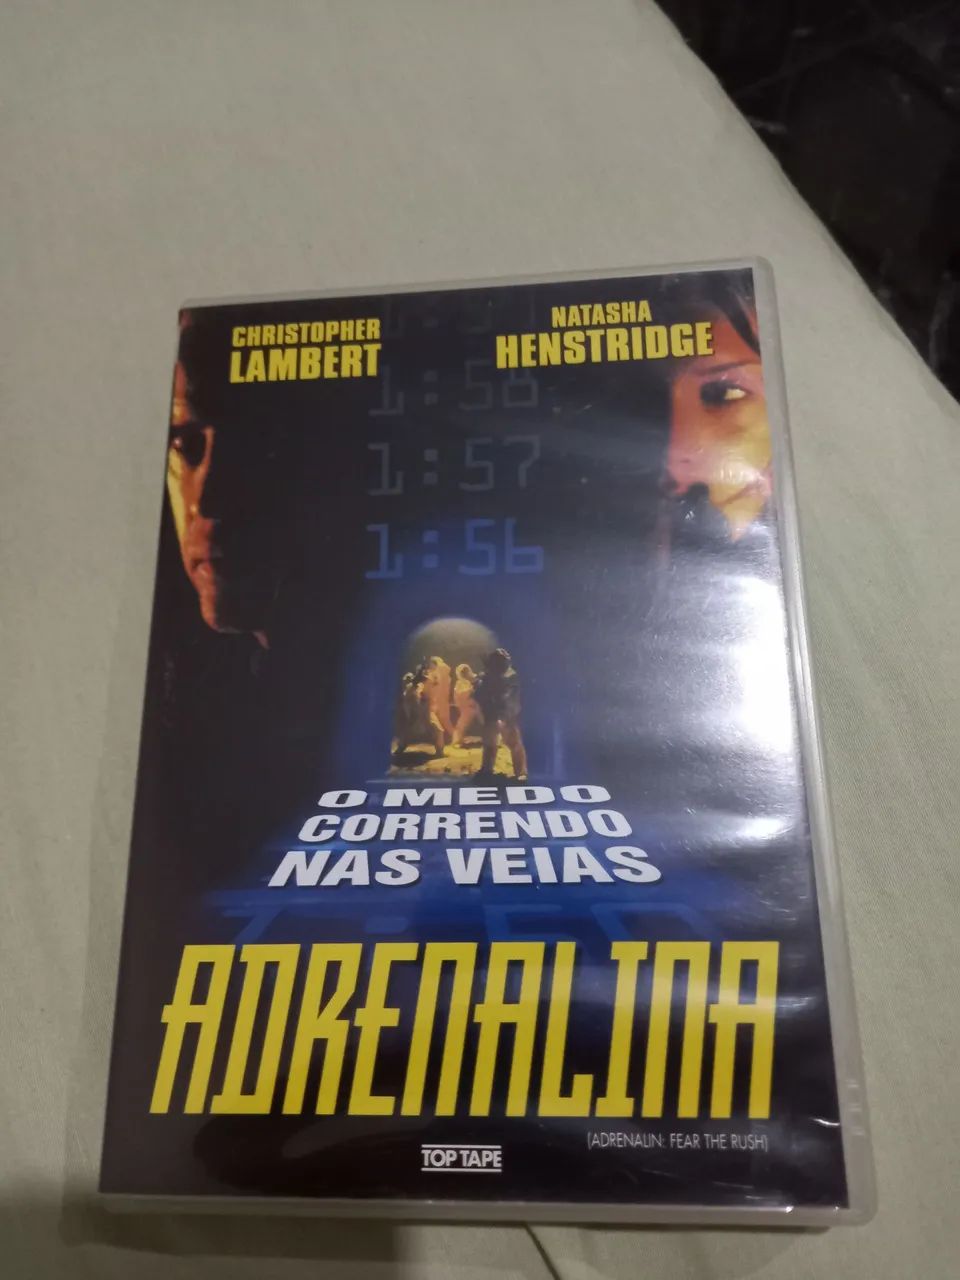 CHRISTOPHER
LAMBERT
NATASHA
HENSTRIDGE
1:58
1:57
1:56
O MEDO
CORRENDO
NAS VEIAS
ADRENALINA
(ADRENALIN: FEAR THE RUSH)
TOP TAPE